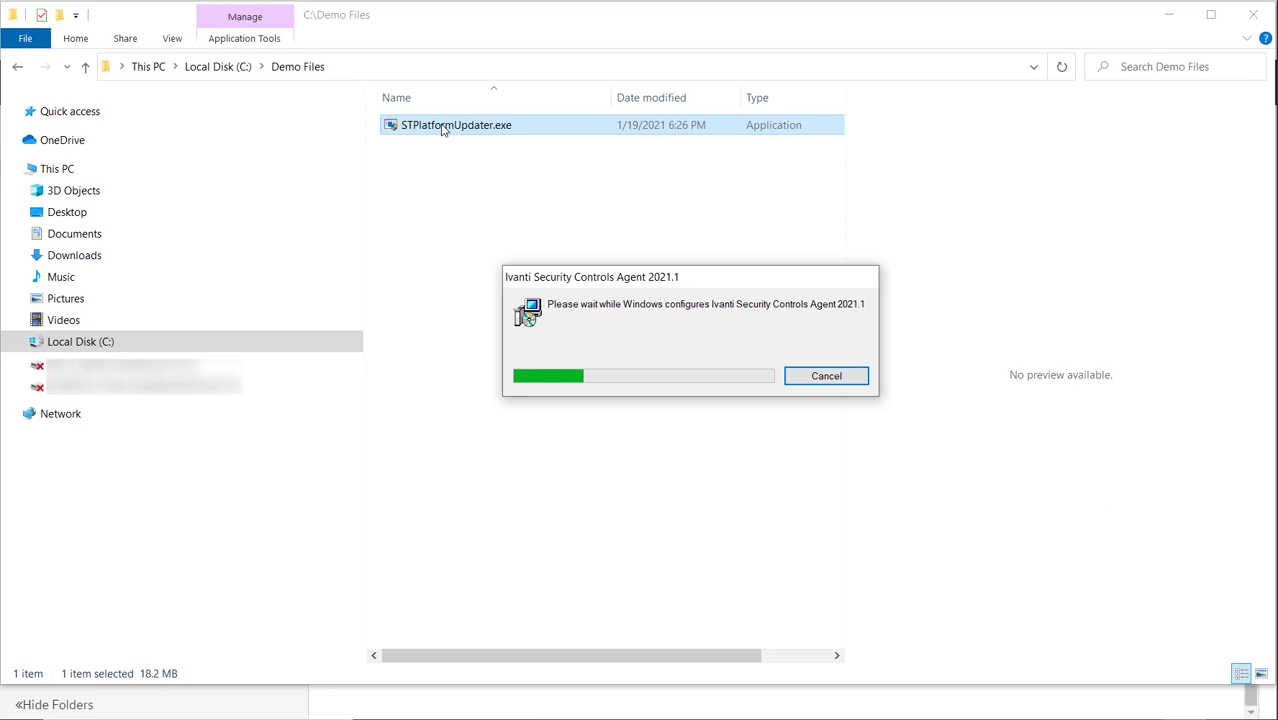 Manage
C:\Demo Files
File
Home
Share
View
Application Tools
This PC
Local Disk (C:)
Demo Files
Search Demo Files
Name
Date modified
Type
STPlatformUpdater.exe
1/19/2021 6:26 PM
Application
Quick access
OneDrive
This PC
3D Objects
Desktop
Documents
Downloads
Music
Pictures
Videos
Local Disk (C:)
Network
Ivanti Security Controls Agent 2021.1
Please wait while Windows configures Ivanti Security Controls Agent 2021.1
Cancel
No preview available.
1 item
1 item selected 18.2 MB
«Hide Folders